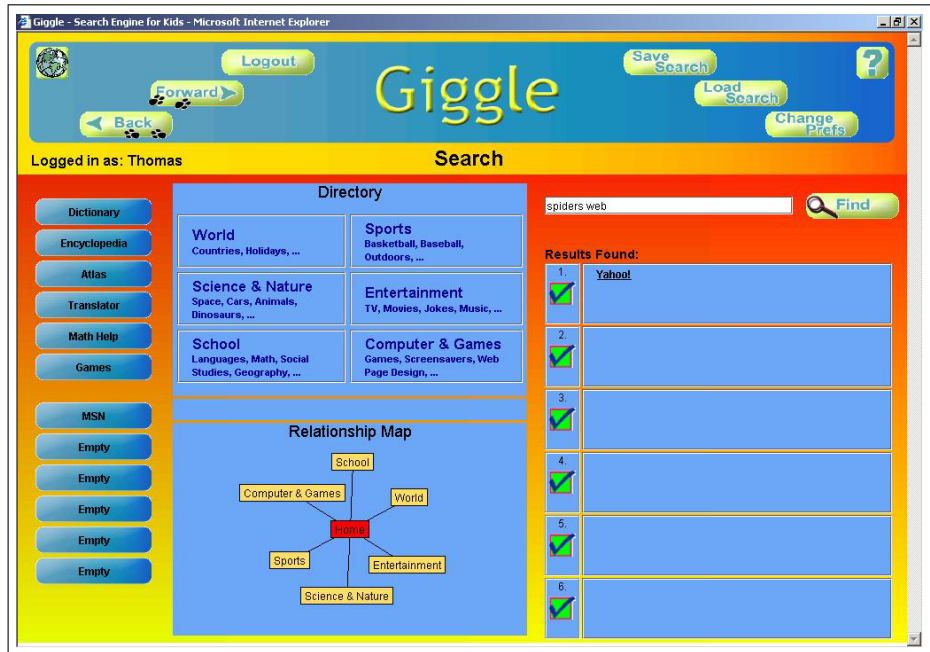 Giggle - Search Engine for Kids - Microsoft Internet Explorer
Logout
Forward
Back
Giggle
Save
Search
Load
Search
Change
Prefs
?
Logged in as: Thomas
Search
Dictionary
Encyclopedia
Atlas
Translator
Math Help
Games
MSN
Empty
Empty
Empty
Empty
Empty
Directory
World
Countries, Holidays, ...
Sports
Basketball, Baseball,
Outdoors, ...
Science & Nature
Space, Cars, Animals,
Dinosaurs, ...
Entertainment
TV, Movies, Jokes, Music, ...
School
Languages, Math, Social
Studies, Geography, ...
Computer & Games
Games, Screensavers, Web
Page Design, ...
Relationship Map
School
Computer & Games
World
Home
Sports
Entertainment
Science & Nature
spiders web
Find
Results Found:
1.
Yahoo!
2.
3.
4.
5.
6.